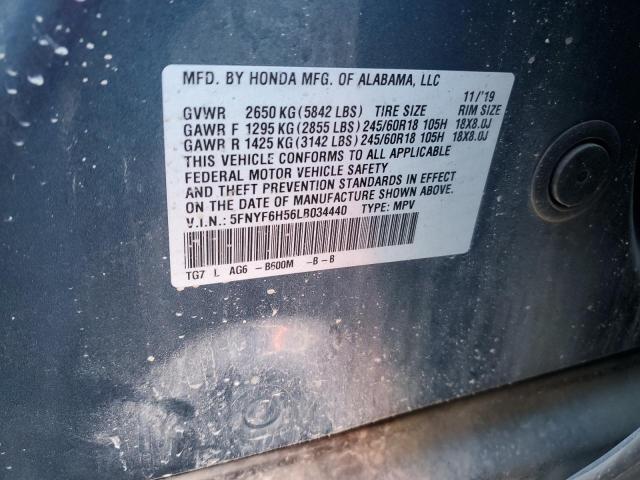 MFD. BY HONDA MFG. OF ALABAMA, LLC
11/'19
GVWR 2650 KG (5842 LBS) TIRE SIZE RIM SIZE
GAWR F 1295 KG (2855 LBS) 245/60R18 105H 18X8.0J
GAWR R 1425 KG (3142 LBS) 245/60R18 105H 18X8.0J
THIS VEHICLE CONFORMS TO ALL APPLICABLE
FEDERAL MOTOR VEHICLE SAFETY
AND THEFT PREVENTION STANDARDS IN EFFECT
ON THE DATE OF MANUFACTURE SHOWN ABOVE.
V.I.N.: 5FNYF6H56LB034440 TYPE: MPV
TG7 L AG6 -B600M -B-B